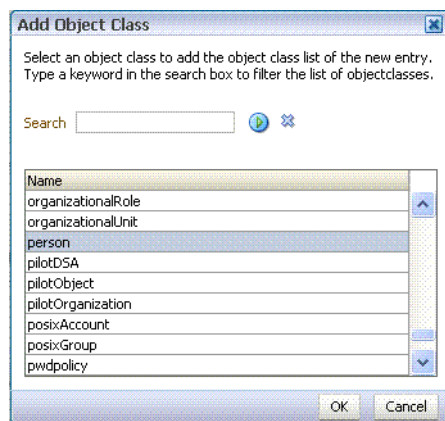 Add Object Class
Select an object class to add the object class list of the new entry.
Type a keyword in the search box to filter the list of objectclasses.
Search
Name
organizationalRole
organizationalUnit
person
pilotDSA
pilotObject
pilotOrganization
posixAccount
posixGroup
pwdpolicy
OK Cancel